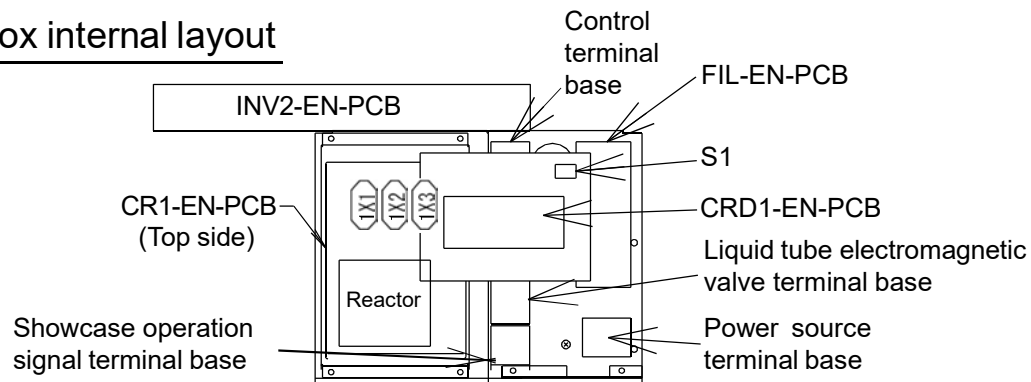 ox internal layout
Control
terminal
base
FIL-EN-PCB
INV2-EN-PCB
S1
1X1
1X2
1X3
CR1-EN-PCB
(Top side)
CRD1-EN-PCB
Liquid tube electromagnetic
valve terminal base
Reactor
Showcase operation
signal terminal base
Power source
terminal base